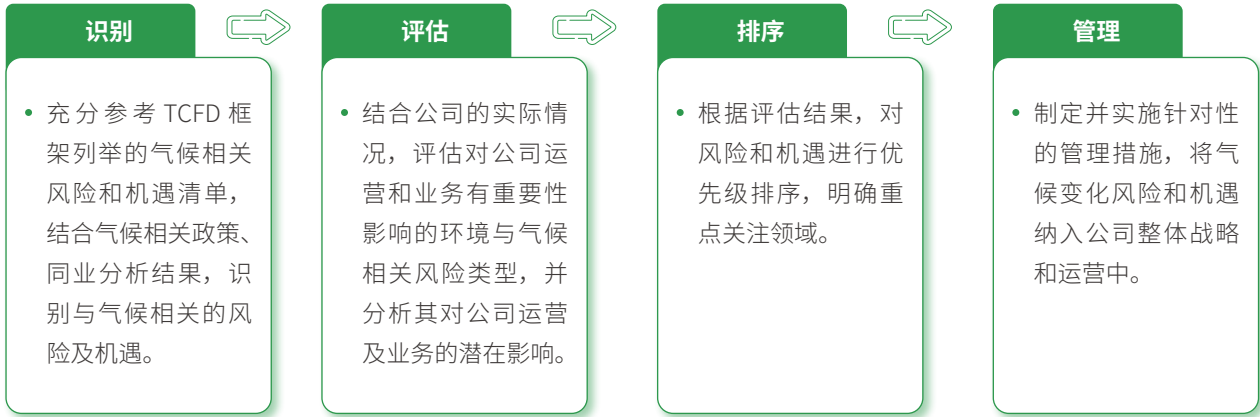 识别
• 充分参考 TCFD 框
架列举的气候相关
风险和机遇清单，
结合气候相关政策、
同业分析结果，识
别与气候相关的风
险及机遇。
评估
• 结合公司的实际情
况，评估对公司运
营和业务有重要性
影响的环境与气候
相关风险类型，并
分析其对公司运营
及业务的潜在影响。
排序
• 根据评估结果，对
风险和机遇进行优
先级排序，明确重
点关注领域。
管理
• 制定并实施针对性
的管理措施，将气
候变化风险和机遇
纳入公司整体战略
和运营中。